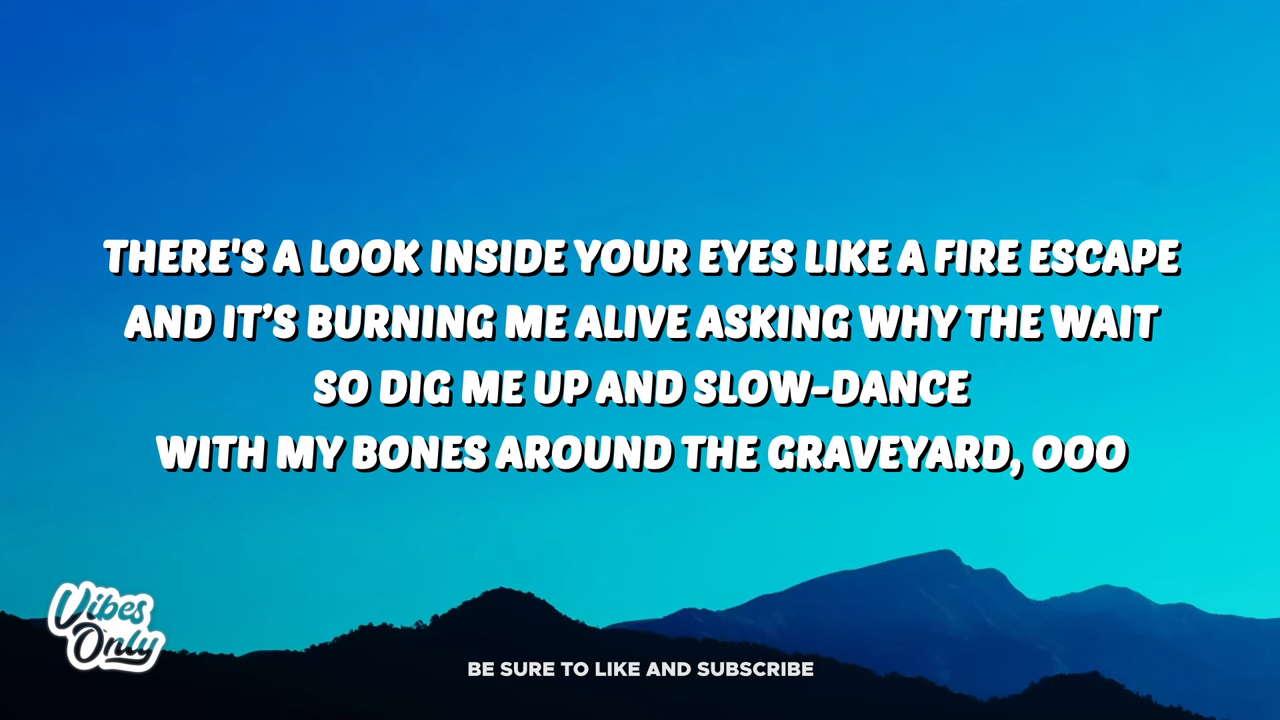 THERE'S A LOOK INSIDE YOUR EYES LIKE A FIRE ESCAPE
AND IT’S BURNING ME ALIVE ASKING WHY THE WAIT
SO DIG ME UP AND SLOW-DANCE
WITH MY BONES AROUND THE GRAVEYARD, OOO
Vibes
Only
BE SURE TO LIKE AND SUBSCRIBE